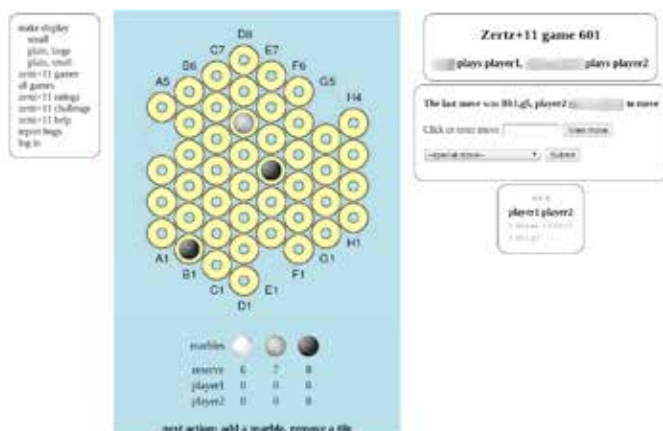 make display
small
plain, large
plain, small
zertz+11 games
all games
zertz+11 ratings
zertz+11 challenge
zertz+11 help
report bugs
log in
D8
C7 E7
B6 F6
A5 G5
H4
A1 H1
B1 G1
C1 F1
D1 E1
marbles
reserve 6 7 8
player1 0 0 0
player2 0 0 0
next action: add a marble, remove a tile
Zertz+11 game 601
plays player1, plays player2
The last move was player2 to move
Click or enter move View move
--special move-- Submit
player1 player2